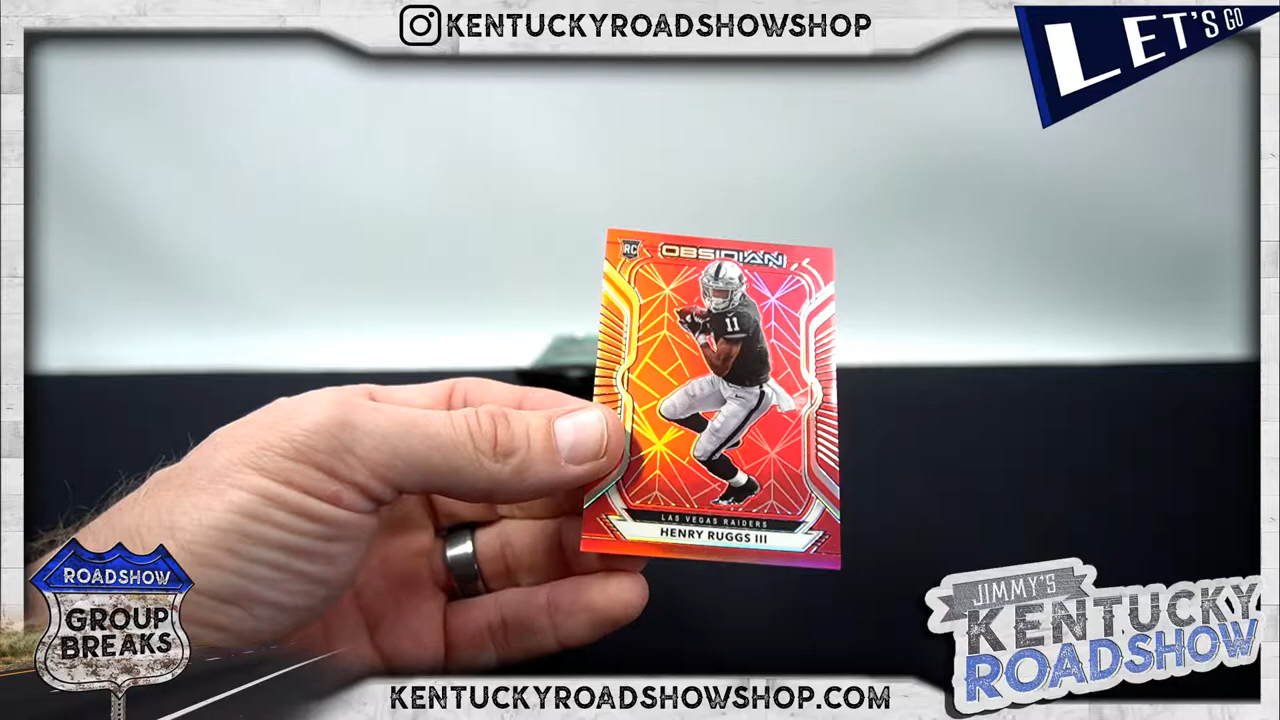 KENTUCKYROADSHOWSHOP
LET'S GO
RC
OBSIDIAN
11
LAS VEGAS RAIDERS
HENRY RUGGS III
ROADSHOW
GROUP
BREAKS
JIMMY'S
KENTUCKY
ROADSHOW
KENTUCKYROADSHOWSHOP.COM